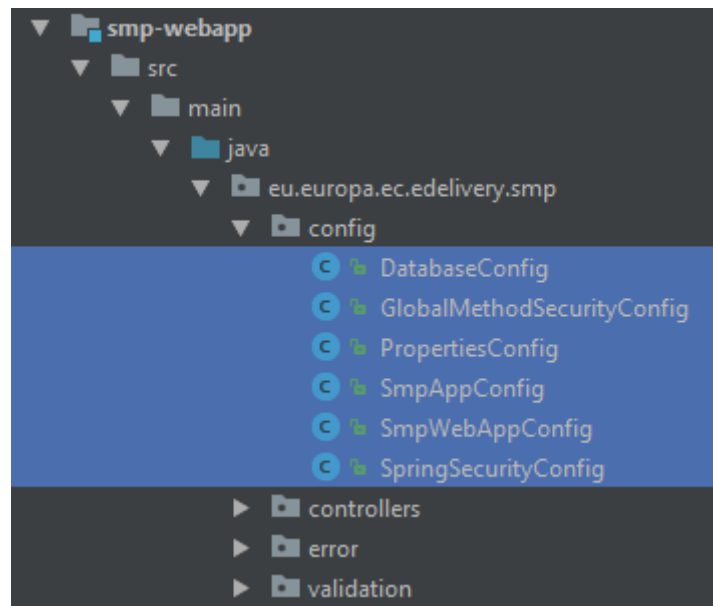 smp-webapp
src
main
java
eu.europa.ec.edelivery.smp
config
C DatabaseConfig
C GlobalMethodSecurityConfig
C PropertiesConfig
C SmpAppConfig
C SmpWebAppConfig
C SpringSecurityConfig
controllers
error
validation